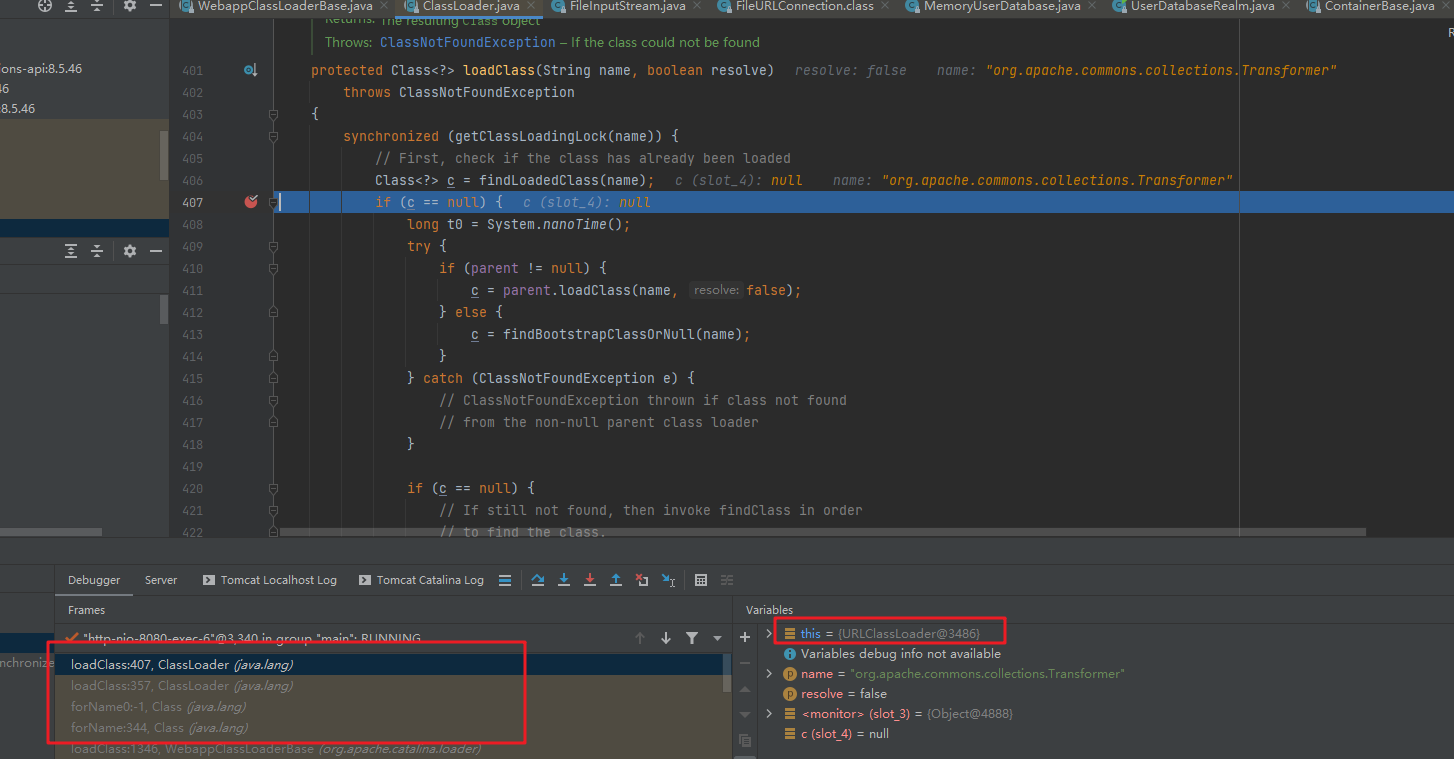 WebappClassLoaderBase.java ClassLoader.java FileInputStream.java FileURLConnection.class MemoryUserDatabase.java UserDatabaseRealm.java ContainerBase.java
Returns: The resulting Class object
Throws: ClassNotFoundException – If the class could not be found
ons-api:8.5.46
46
:8.5.46
401 protected Class<?> loadClass(String name, boolean resolve) resolve: false name: "org.apache.commons.collections.Transformer"
402 throws ClassNotFoundException
403 {
404 synchronized (getClassLoadingLock(name)) {
405 // First, check if the class has already been loaded
406 Class<?> c = findLoadedClass(name); c (slot_4): null name: "org.apache.commons.collections.Transformer"
407 if (c == null) { c (slot_4): null
408 long t0 = System.nanoTime();
409 try {
410 if (parent != null) {
411 c = parent.loadClass(name, resolve: false);
412 } else {
413 c = findBootstrapClassOrNull(name);
414 }
415 } catch (ClassNotFoundException e) {
416 // ClassNotFoundException thrown if class not found
417 // from the non-null parent class loader
418 }
419
420 if (c == null) {
421 // If still not found, then invoke findClass in order
422 // to find the class.
Debugger Server Tomcat Localhost Log Tomcat Catalina Log
Frames
"http-nio-8080-exec-6"@3,340 in group "main": RUNNING
nchronize
loadClass:407, ClassLoader (java.lang)
loadClass:357, ClassLoader (java.lang)
forName0:-1, Class (java.lang)
forName:344, Class (java.lang)
loadClass:1346, WebappClassLoaderBase (org.apache.catalina.loader)
Variables
this = {URLClassLoader@3486}
Variables debug info not available
name = "org.apache.commons.collections.Transformer"
resolve = false
<monitor> (slot_3) = {Object@4888}
c (slot_4) = null